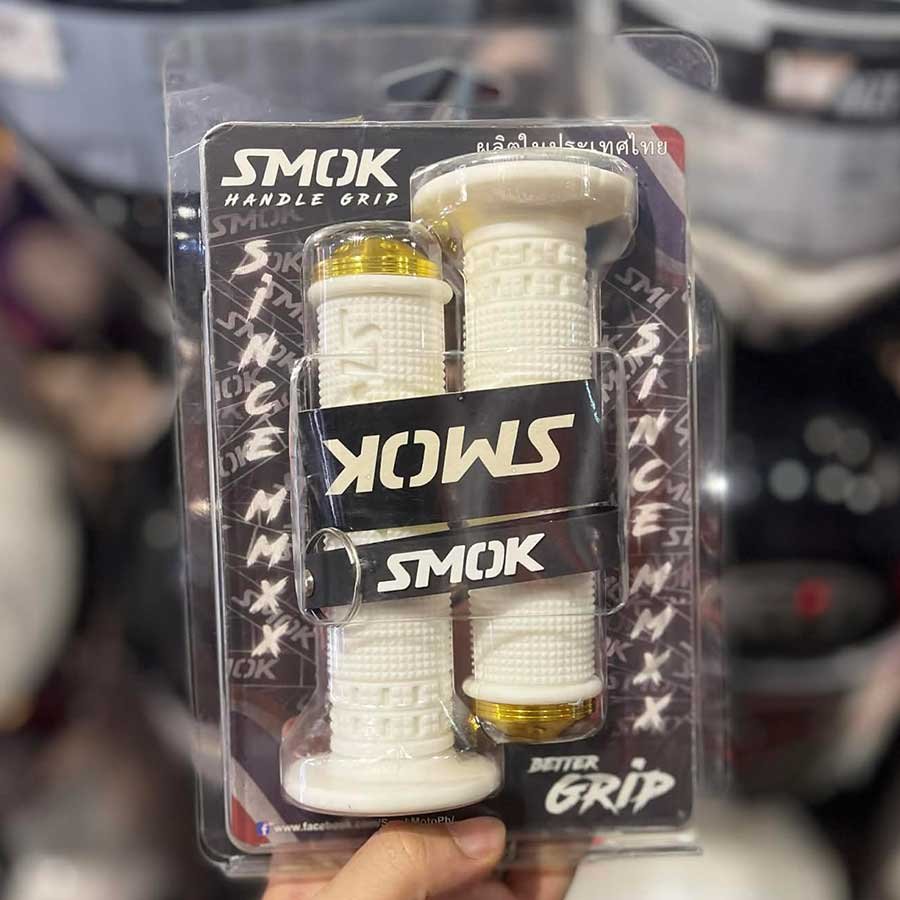 SMOK
HANDLE GRIP
ผลิตในประเทศไทย
SINCE MMXX
SINCE MMXX
SMOK
SMOK
BETTER
GRIP
www.facebook.com/